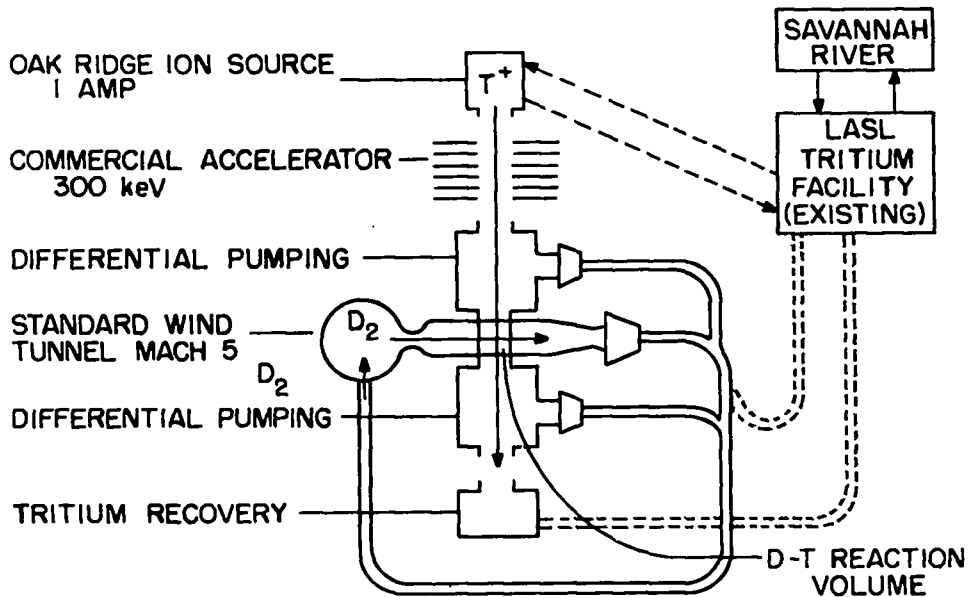 OAK RIDGE ION SOURCE
1 AMP
T+
SAVANNAH
RIVER
COMMERCIAL ACCELERATOR
300 keV
LASL
TRITIUM
FACILITY
(EXISTING)
DIFFERENTIAL PUMPING
STANDARD WIND
TUNNEL MACH 5
D2
D2
DIFFERENTIAL PUMPING
TRITIUM RECOVERY
D-T REACTION
VOLUME